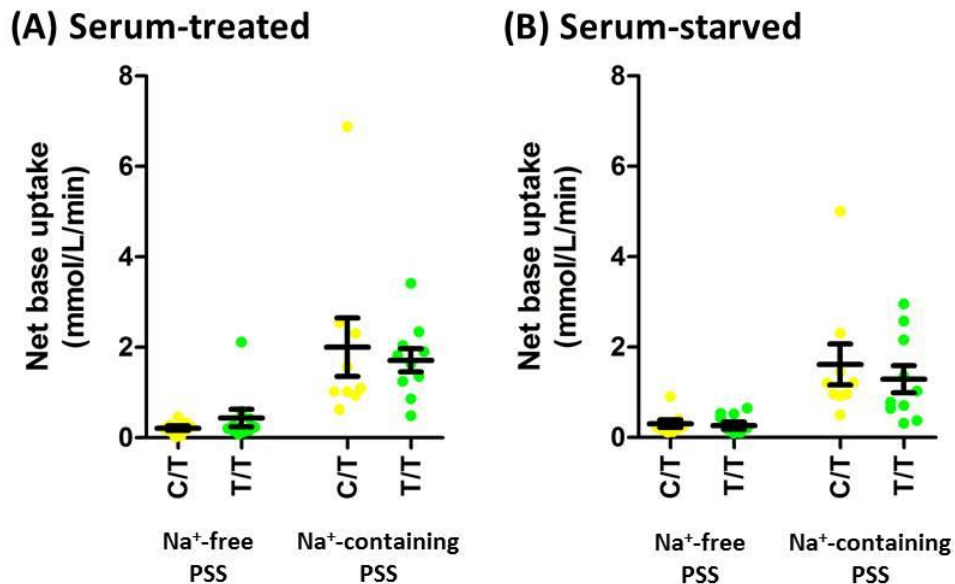 (A) Serum-treated
Net base uptake
(mmol/L/min)
8
6
4
2
0
C/T
T/T
C/T
T/T
Na⁺-free
PSS
Na⁺-containing
PSS
(B) Serum-starved
Net base uptake
(mmol/L/min)
8
6
4
2
0
C/T
T/T
C/T
T/T
Na⁺-free
PSS
Na⁺-containing
PSS